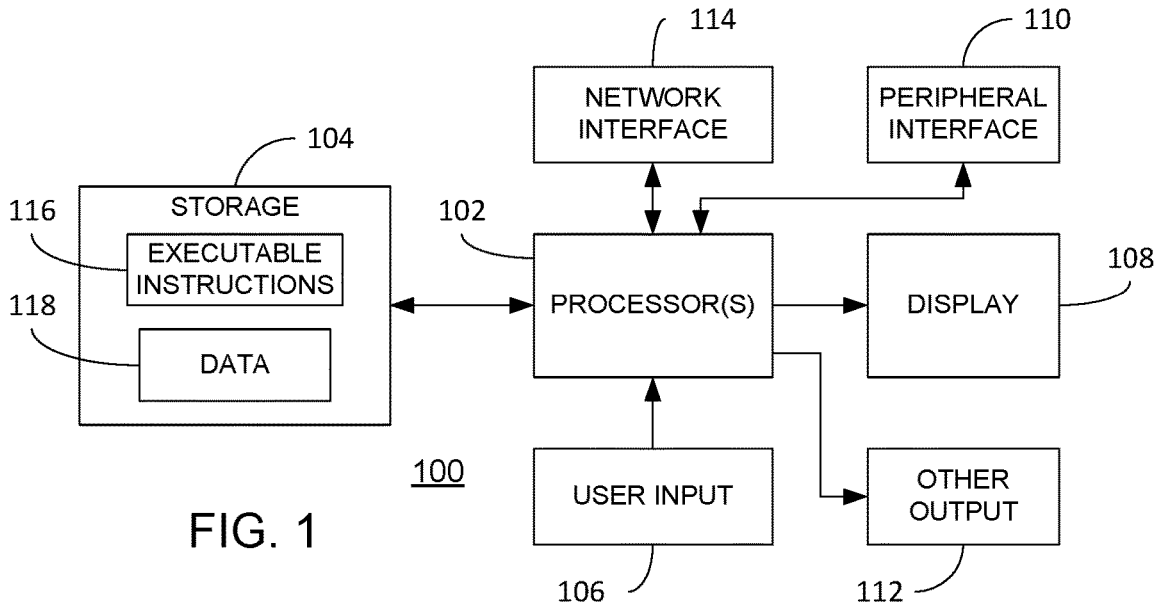 114
110
NETWORK
INTERFACE
PERIPHERAL
INTERFACE
104
STORAGE
116
EXECUTABLE
INSTRUCTIONS
102
PROCESSOR(S)
DISPLAY
108
118
DATA
100
USER INPUT
OTHER
OUTPUT
FIG. 1
106
112